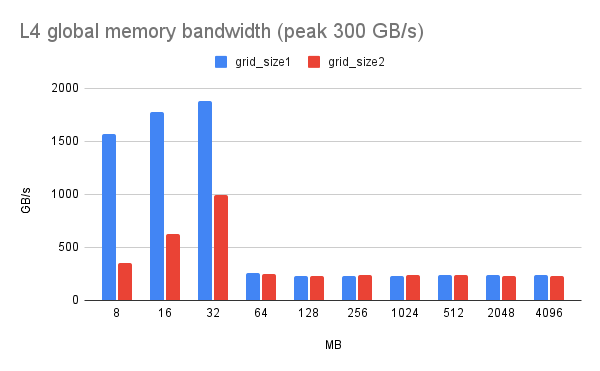 L4 global memory bandwidth (peak 300 GB/s)
grid_size1 grid_size2
2000
1500
1000
500
0
GB/s
8 16 32 64 128 256 1024 512 2048 4096
MB